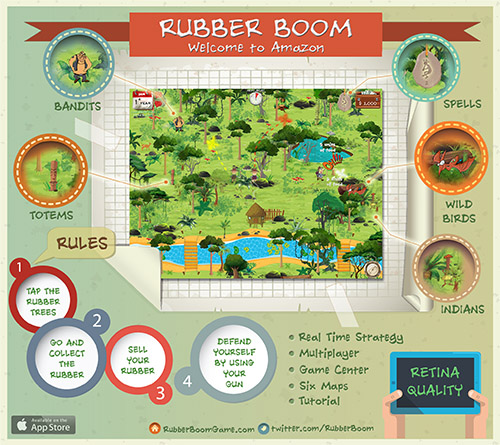 RUBBER BOOM
Welcome to Amazon
BANDITS
SPELLS
TOTEMS
WILD
BIRDS
INDIANS
RULES
1
TAP THE
RUBBER
TREES
2
GO AND
COLLECT
THE
RUBBER
SELL
YOUR
RUBBER
3
4
DEFEND
YOURSELF
BY USING
YOUR
GUN
Real Time Strategy
Multiplayer
Game Center
Six Maps
Tutorial
RETINA
QUALITY
Available on the
App Store
RubberBoomGame.com
twitter.com/RubberBoom